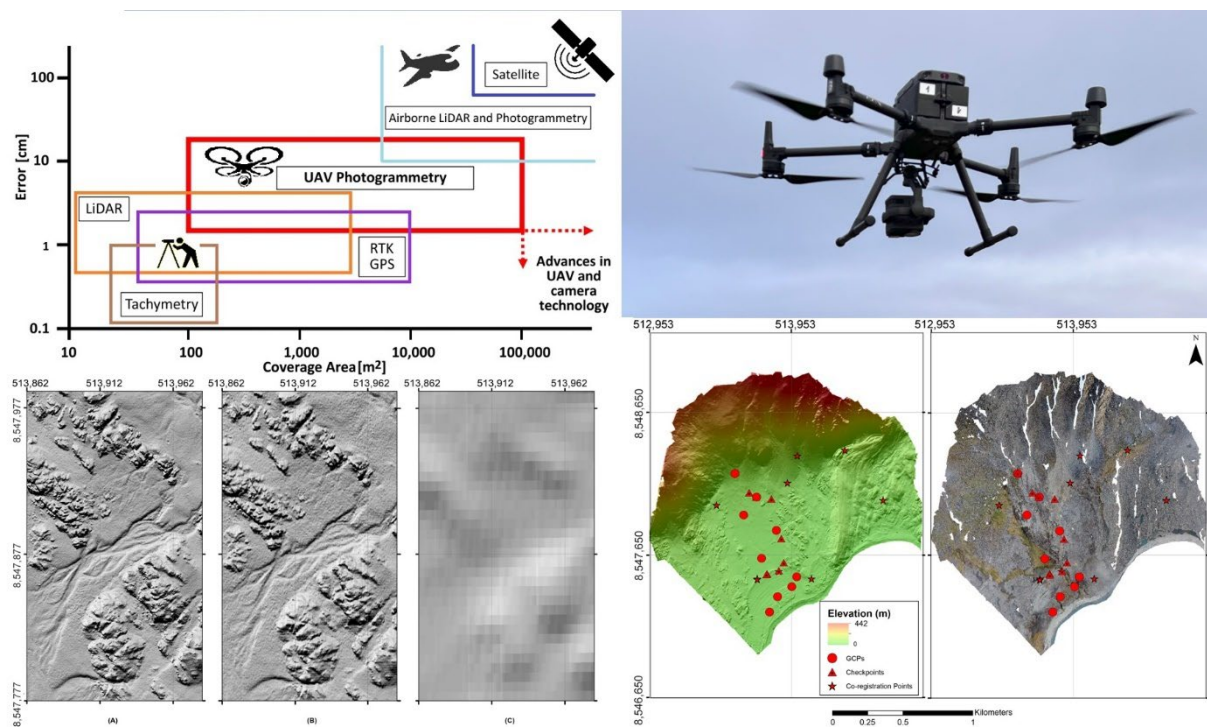 100
10
1
0.1
Error [cm]
10
100
1,000
10,000
100,000
Coverage Area[m²]
Satellite
Airborne LiDAR and Photogrammetry
UAV Photogrammetry
LiDAR
RTK
GPS
Tachymetry
Advances in
UAV and
camera
technology
513,862 513,912 513,962
513,862 513,912 513,962
513,862 513,912 513,962
8,547,977
8,547,877
8,547,777
(A)
(B)
(C)
512,953 513,953
512,953 513,953
N
8,548,650
8,547,650
8,546,650
Elevation (m)
442
0
GCPs
Checkpoints
Co-registration Points
Kilometers
0 0.25 0.5 1